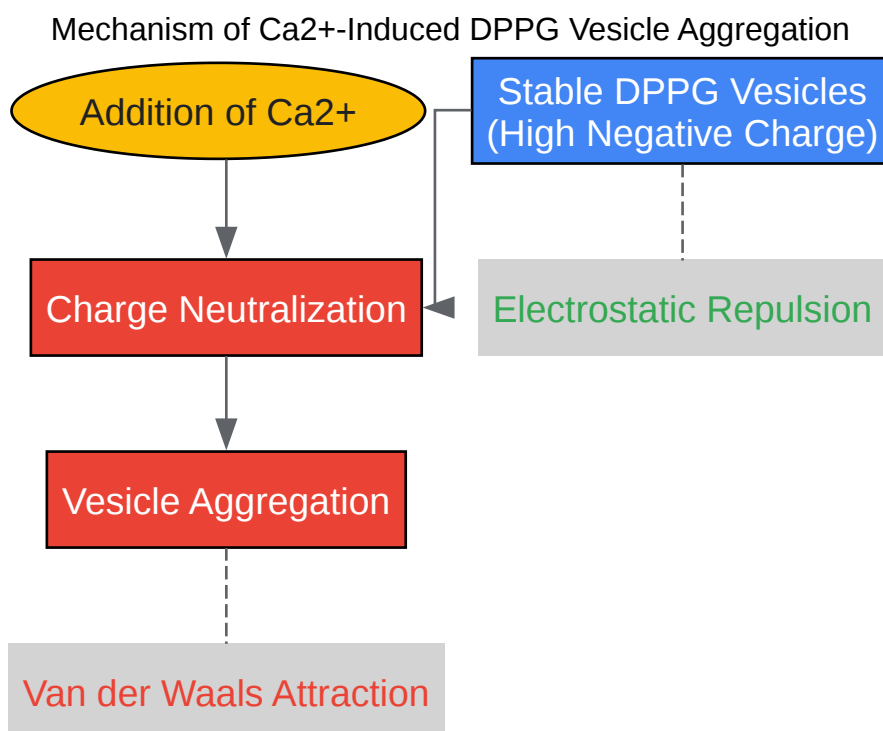 Mechanism of Ca2+-Induced DPPG Vesicle Aggregation
Addition of Ca2+
Stable DPPG Vesicles
(High Negative Charge)
Charge Neutralization
Electrostatic Repulsion
Vesicle Aggregation
Van der Waals Attraction